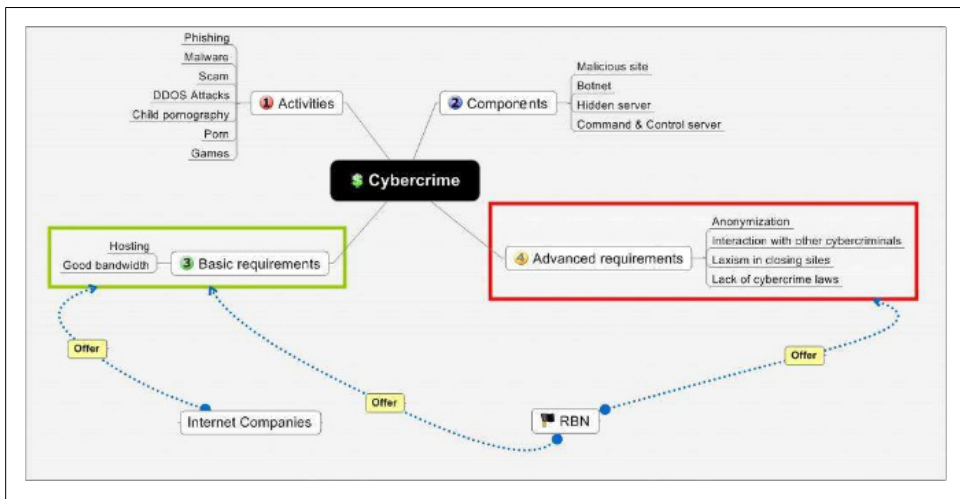 Phishing
Malware
Scam
DDOS Attacks
Child pornography
Porn
Games
1 Activities
2 Components
Malicious site
Botnet
Hidden server
Command & Control server
$ Cybercrime
Hosting
Good bandwidth
3 Basic requirements
4 Advanced requirements
Anonymization
Interaction with other cybercriminals
Laxism in closing sites
Lack of cybercrime laws
Offer
Offer
Offer
Internet Companies
RBN